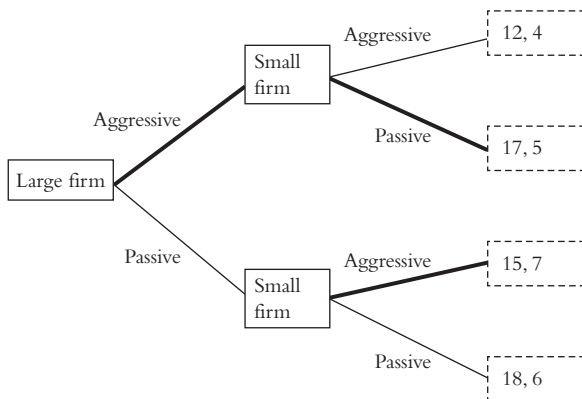 Aggressive
12, 4
Small
firm
Aggressive
Passive
17, 5
Large firm
Passive
Aggressive
15, 7
Small
firm
Passive
18, 6